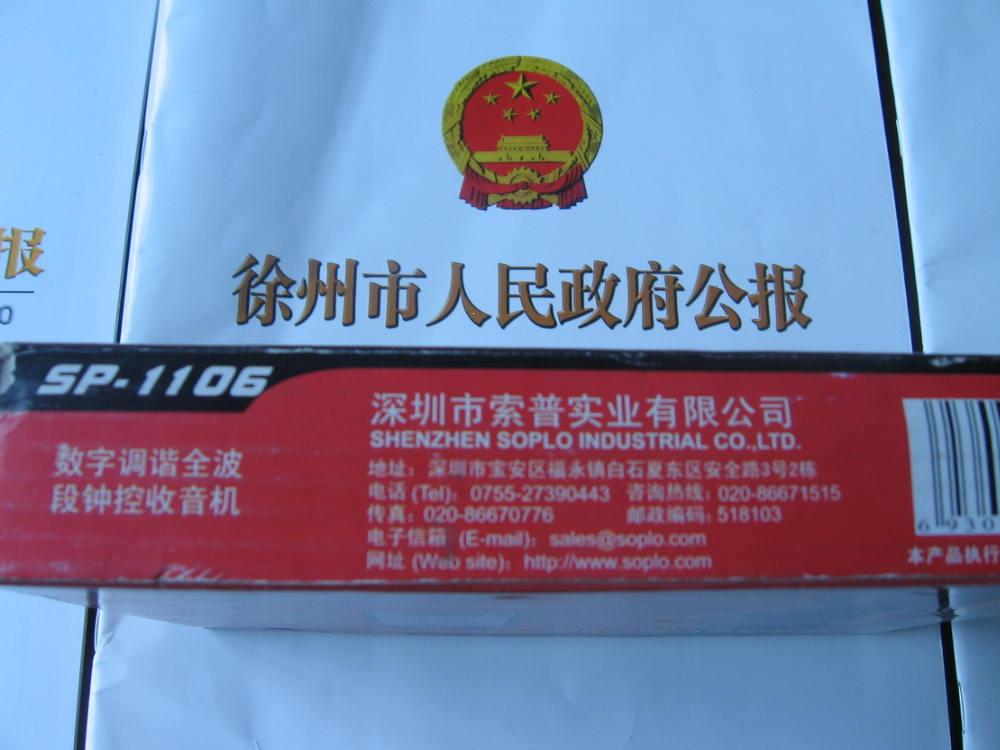 报
0
徐州市人民政府公报
SP-1106
数字调谐全波
段钟控收音机
深圳市索普实业有限公司
SHENZHEN SOPLO INDUSTRIAL CO.,LTD.
地址：深圳市宝安区福永镇白石厦东区安全路3号2栋
电话 (Tel)：0755-27390443 咨询热线：020-86671515
传真：020-86670776 邮政编码：518103
电子信箱 (E-mail)：sales@soplo.com
网址 (Web site)：http://www.soplo.com
6 930
本产品执行